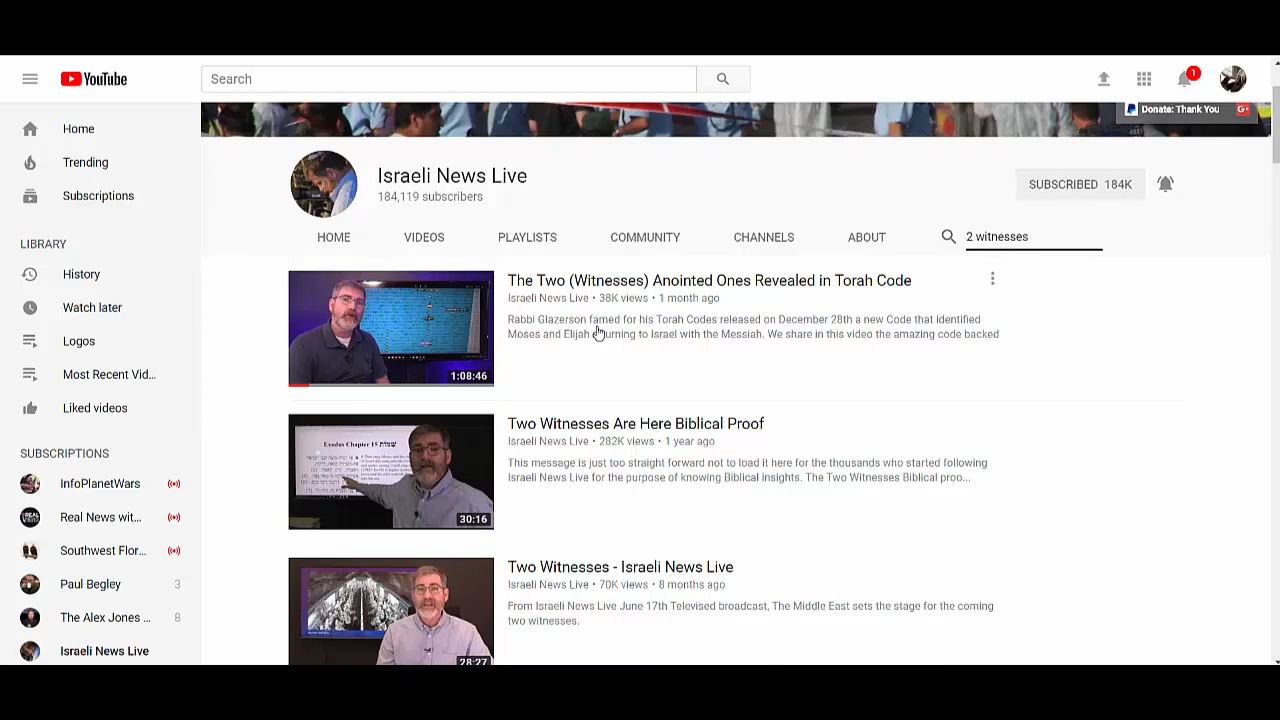 YouTube
Search
1
Donate: Thank You
G+
Home
Trending
Subscriptions
LIBRARY
History
Watch later
Logos
Most Recent Vid...
Liked videos
SUBSCRIPTIONS
InfoPlanetWars
Real News wit...
Southwest Flor...
Paul Begley 3
The Alex Jones ... 8
Israeli News Live
Israeli News Live
184,119 subscribers
SUBSCRIBED 184K
HOME VIDEOS PLAYLISTS COMMUNITY CHANNELS ABOUT 2 witnesses
1:08:46
The Two (Witnesses) Anointed Ones Revealed in Torah Code
Israeli News Live • 38K views • 1 month ago
Rabbi Glazerson famed for his Torah Codes released on December 28th a new Code that identified
Moses and Elijah to Israel with the Messiah. We share in this video the amazing code backed
Exodus Chapter 15
30:16
Two Witnesses Are Here Biblical Proof
Israeli News Live • 282K views • 1 year ago
This message is just too straight forward not to load it here for the thousands who started following
Israeli News Live for the purpose of knowing Biblical Insights. The Two Witnesses Biblical proo...
28:27
Two Witnesses - Israeli News Live
Israeli News Live • 70K views • 8 months ago
From Israeli News Live June 17th Televised broadcast, The Middle East sets the stage for the coming
two witnesses.